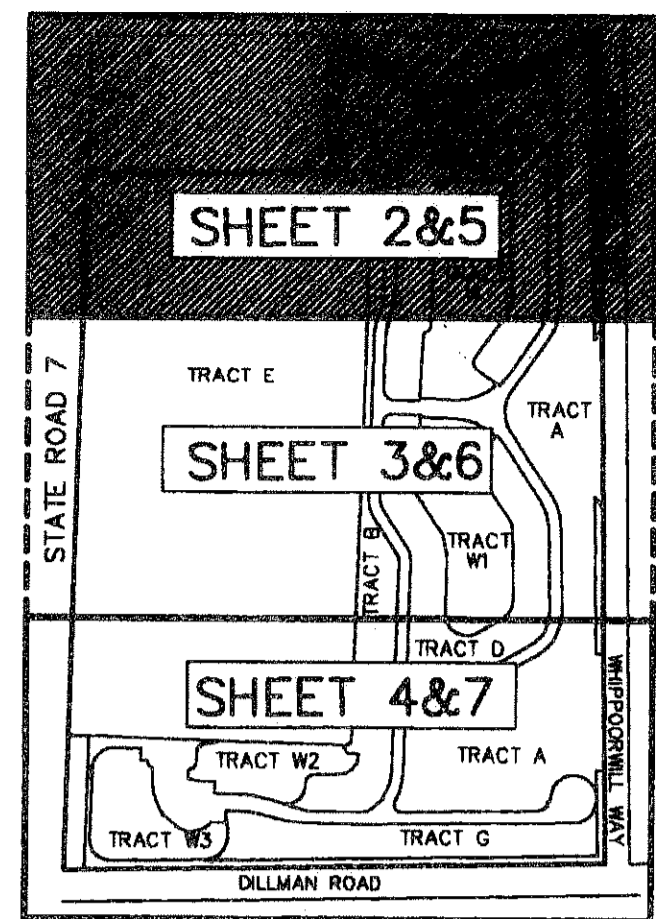 SHEET 2&5
STATE ROAD 7
TRACT E
TRACT
A
SHEET 3&6
TRACT B
TRACT
W1
TRACT D
SHEET 4&7
WHIPPOORWILL WAY
TRACT W2
TRACT A
TRACT W3
TRACT G
DILLMAN ROAD